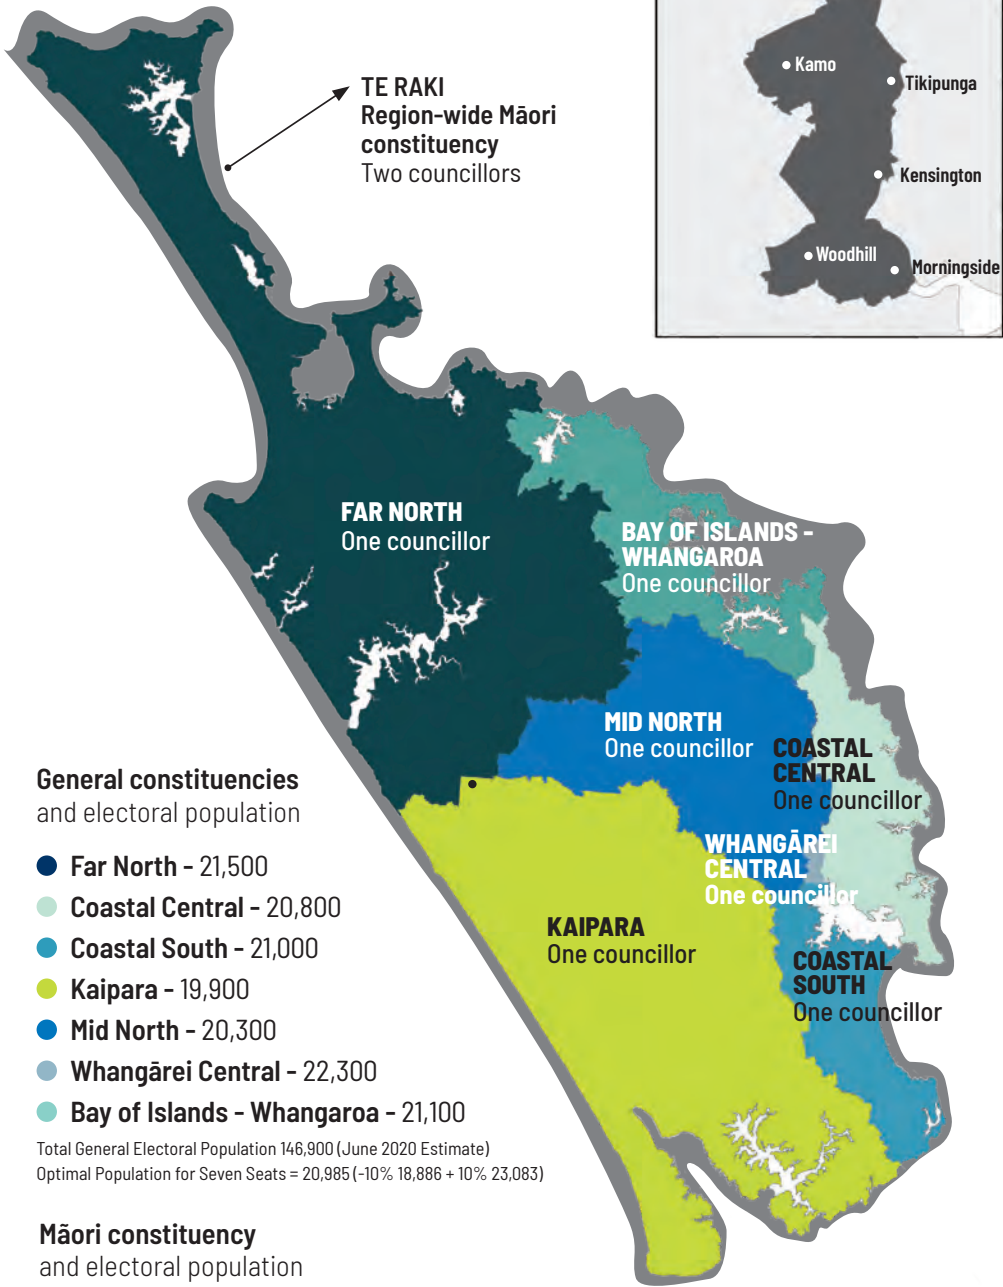 TE RAKI
Region-wide Māori
constituency
Two councillors
Kamo
Tikipunga
Kensington
Woodhill
Morningside
FAR NORTH
One councillor
BAY OF ISLANDS -
WHANGAROA
One councillor
MID NORTH
One councillor
COASTAL
CENTRAL
One councillor
WHANGĀREI
CENTRAL
One councillor
KAIPARA
One councillor
COASTAL
SOUTH
One councillor
General constituencies
and electoral population
Far North - 21,500
Coastal Central - 20,800
Coastal South - 21,000
Kaipara - 19,900
Mid North - 20,300
Whangārei Central - 22,300
Bay of Islands - Whangaroa - 21,100
Total General Electoral Population 146,900 (June 2020 Estimate)
Optimal Population for Seven Seats = 20,985 (-10% 18,886 + 10% 23,083)
Māori constituency
and electoral population